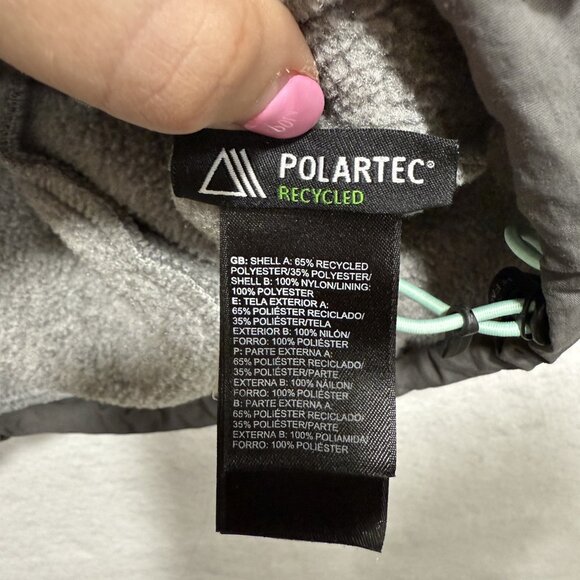 POLARTEC®
RECYCLED
GB: SHELL A: 65% RECYCLED
POLYESTER/35% POLYESTER/
SHELL B: 100% NYLON/LINING:
100% POLYESTER
E: TELA EXTERIOR A:
65% POLIÉSTER RECICLADO/
35% POLIÉSTER/TELA
EXTERIOR B: 100% NILÓN/
FORRO: 100% POLIÉSTER
P: PARTE EXTERNA A:
65% POLIÉSTER RECICLADO/
35% POLIÉSTER/PARTE
EXTERNA B: 100% NÁILON/
FORRO: 100% POLIÉSTER
B: PARTE EXTERNA A:
65% POLIÉSTER RECICLADO/
35% POLIÉSTER/PARTE
EXTERNA B: 100% POLIAMIDA/
FORRO: 100% POLIÉSTER